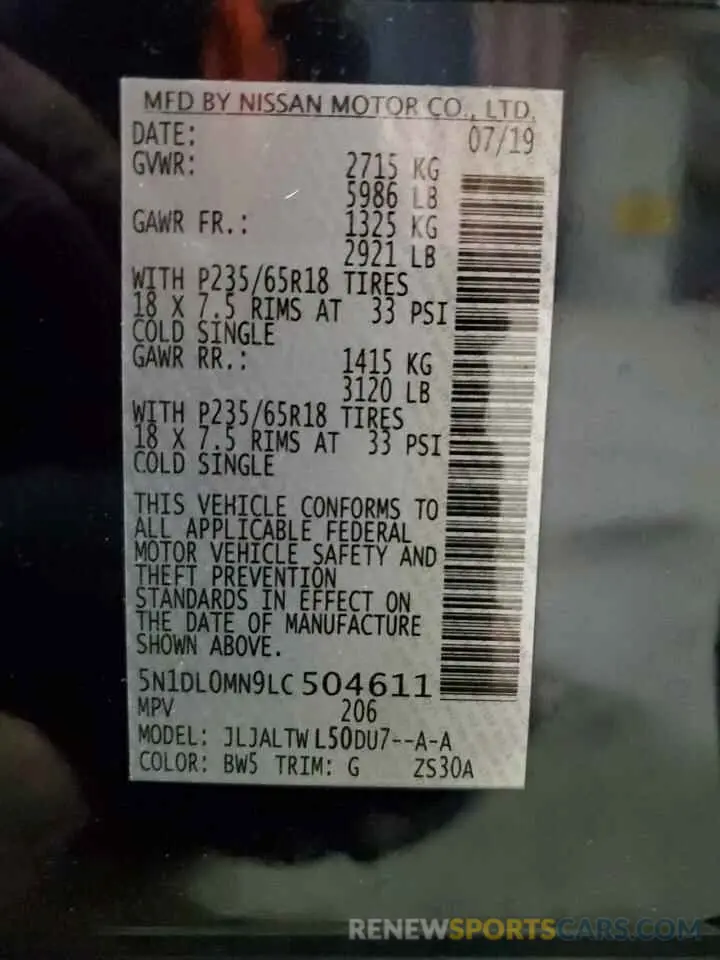 MFD BY NISSAN MOTOR CO., LTD.
DATE: 07/19
GVWR: 2715 KG
5986 LB
GAWR FR.: 1325 KG
2921 LB
WITH P235/65R18 TIRES
18 X 7.5 RIMS AT 33 PSI
COLD SINGLE
GAWR RR.: 1415 KG
3120 LB
WITH P235/65R18 TIRES
18 X 7.5 RIMS AT 33 PSI
COLD SINGLE
THIS VEHICLE CONFORMS TO
ALL APPLICABLE FEDERAL
MOTOR VEHICLE SAFETY AND
THEFT PREVENTION
STANDARDS IN EFFECT ON
THE DATE OF MANUFACTURE
SHOWN ABOVE.
5N1DL0MN9LC504611
MPV 206
MODEL: JLJALTWL50DU7--A-A
COLOR: BW5 TRIM: G ZS30A
RENEWSPORTSCARS.COM